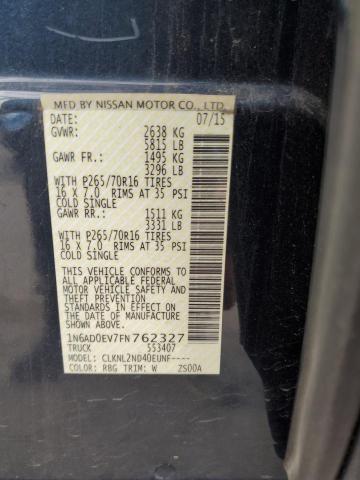 MFD BY NISSAN MOTOR CO., LTD.
DATE: 07/15
GVWR: 2638 KG
5815 LB
GAWR FR.: 1495 KG
3296 LB
WITH P265/70R16 TIRES
16 X 7.0 RIMS AT 35 PSI
COLD SINGLE
GAWR RR.: 1511 KG
3331 LB
WITH P265/70R16 TIRES
16 X 7.0 RIMS AT 35 PSI
COLD SINGLE
THIS VEHICLE CONFORMS TO
ALL APPLICABLE FEDERAL
MOTOR VEHICLE SAFETY
STANDARDS IN EFFECT ON
THE DATE OF MANUFACTURE
SHOWN ABOVE
1N6AD0EV7FN762327
TRUCK 553407
MODEL: CLKNL2ND40EUNF----
COLOR: RBG TRIM: W ZS00A